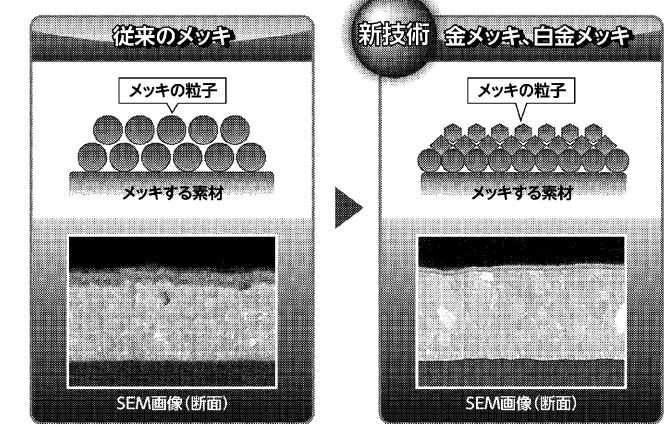 従来のメッキ
メッキの粒子
メッキする素材
SEM画像(断面)
新技術 金メッキ、白金メッキ
メッキの粒子
メッキする素材
SEM画像(断面)